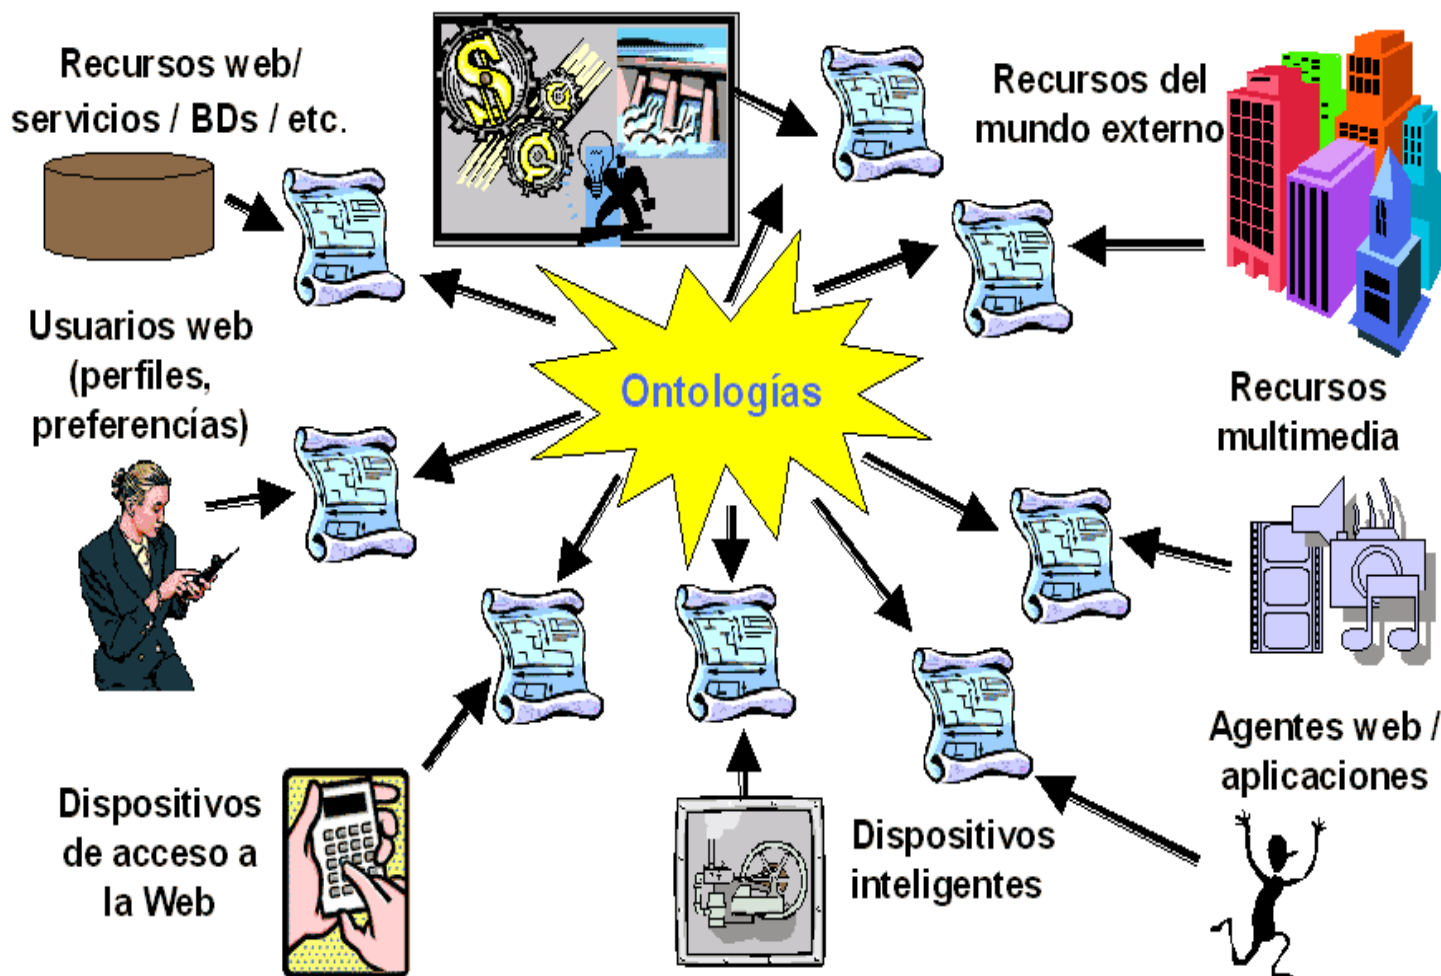 Recursos web/
servicios / BDs / etc.
Recursos del
mundo externo
Usuarios web
(perfiles,
preferencías)
Ontologías
Recursos
multimedia
Agentes web /
aplicaciones
Dispositivos
de acceso a
la Web
Dispositivos
inteligentes